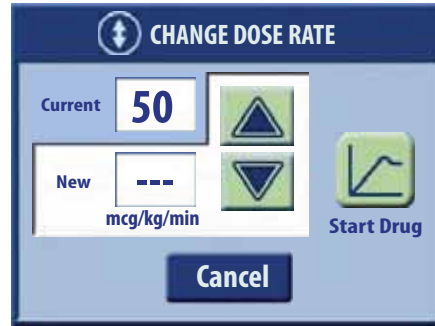 CHANGE DOSE RATE
Current 50
New ---
mcg/kg/min
Start Drug
Cancel